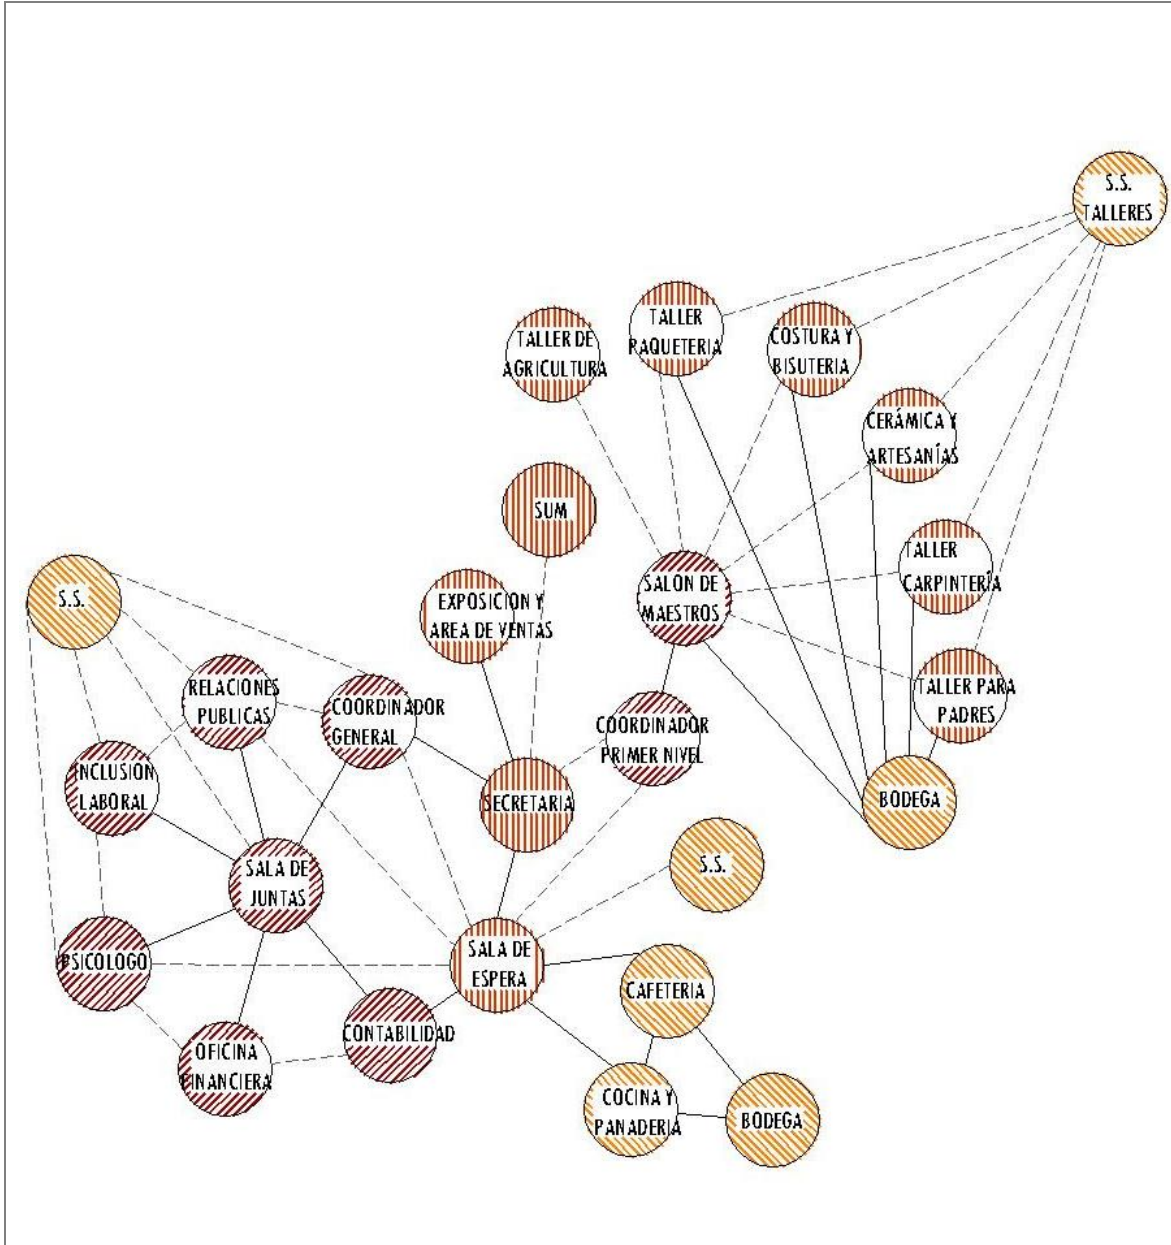 S.S.
TALLERES
TALLER
PAQUETERIA
TALLER DE
AGRICULTURA
COSTURA Y
BISUTERIA
CERÁMICA Y
ARTESANÍAS
SUM
TALLER
CARPINTERÍA
SALON DE
MAESTROS
S.S.
EXPOSICION Y
AREA DE VENTAS
RELACIONES
PUBLICAS
COORDINADOR
GENERAL
COORDINADOR
PRIMER NIVEL
TALLER PARA
PADRES
INCLUSION
LABORAL
SECRETARIA
BODEGA
SALA DE
JUNTAS
S.S.
PSICOLOGO
SALA DE
ESPERA
CAFETERIA
CONTABILIDAD
OFICINA
FINANCIERA
COCINA Y
PANADERIA
BODEGA